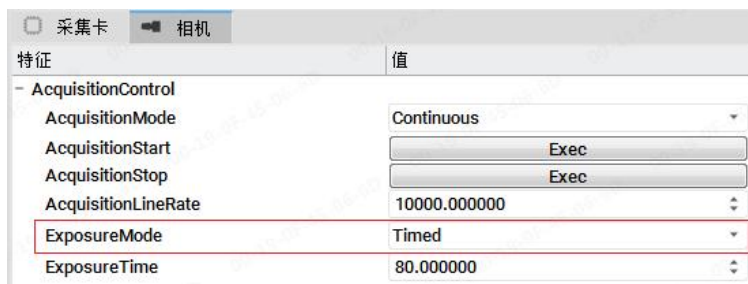 采集卡 相机
特征 值
- AcquisitionControl
AcquisitionMode Continuous
AcquisitionStart Exec
AcquisitionStop Exec
AcquisitionLineRate 10000.000000
ExposureMode Timed
ExposureTime 80.000000